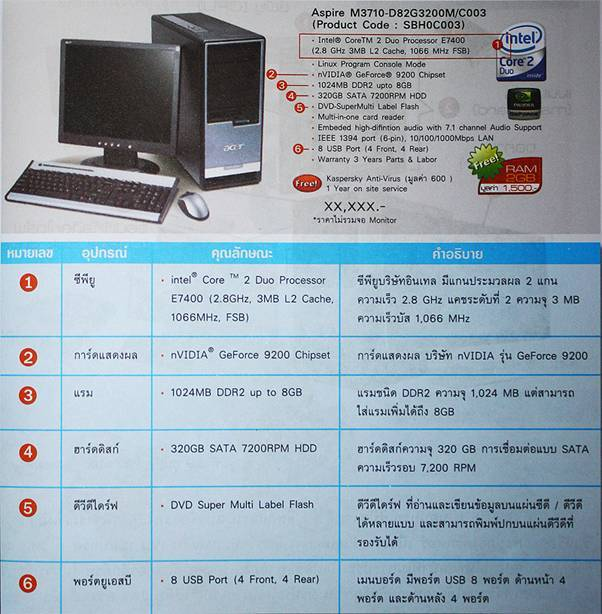 Aspire M3710-D82G3200M/C003
(Product Code : SBH0C003)
• Intel® CoreTM 2 Duo Processor E7400
(2.8 GHz 3MB L2 Cache, 1066 MHz FSB)
1
intel
Core 2
Duo
inside
• Linux Program Console Mode
2 • nVIDIA® GeForce® 9200 Chipset
3 • 1024MB DDR2 upto 8GB
4 • 320GB SATA 7200RPM HDD
5 • DVD-SuperMulti Label Flash
• Multi-in-one card reader
• Embeded high-difintion audio with 7.1 channel Audio Support
• IEEE 1394 port (6-pin), 10/100/1000Mbps LAN
6 • 8 USB Port (4 Front, 4 Rear)
• Warranty 3 Years Parts & Labor
nVIDIA
acer
Free!
Kaspersky Anti-Virus (มูลค่า 600 )
1 Year on site service
Free!
RAM
2GB
มูลค่า 1,500.-
XX,XXX.-
*ราคาไม่รวมจอ Monitor
หมายเลข อุปกรณ์ คุณลักษณะ คำอธิบาย
1 ซีพียู
• intel® Core ™ 2 Duo Processor
E7400 (2.8GHz, 3MB L2 Cache,
1066MHz, FSB)
ซีพียูบริษัทอินเทล มีแกนประมวลผล 2 แกน
ความเร็ว 2.8 GHz แคชระดับที่ 2 ความจุ 3 MB
ความเร็วบัส 1,066 MHz
2 การ์ดแสดงผล • nVIDIA® GeForce 9200 Chipset การ์ดแสดงผล บริษัท nVIDIA รุ่น GeForce 9200
3 แรม • 1024MB DDR2 up to 8GB
แรมชนิด DDR2 ความจุ 1,024 MB แต่สามารถ
ใส่แรมเพิ่มได้ถึง 8GB
4 ฮาร์ดดิสก์ • 320GB SATA 7200RPM HDD
ฮาร์ดดิสก์ความจุ 320 GB การเชื่อมต่อแบบ SATA
ความเร็วรอบ 7,200 RPM
5 ดีวีดีไดร์ฟ • DVD Super Multi Label Flash
ดีวีดีไดร์ฟ ที่อ่านและเขียนข้อมูลบนแผ่นซีดี / ดีวีดี
ได้หลายแบบ และสามารถพิมพ์ปกบนแผ่นดีวีดีที่
รองรับได้
6 พอร์ตยูเอสบี • 8 USB Port (4 Front, 4 Rear)
เมนบอร์ด มีพอร์ต USB 8 พอร์ต ด้านหน้า 4
พอร์ต และด้านหลัง 4 พอร์ต